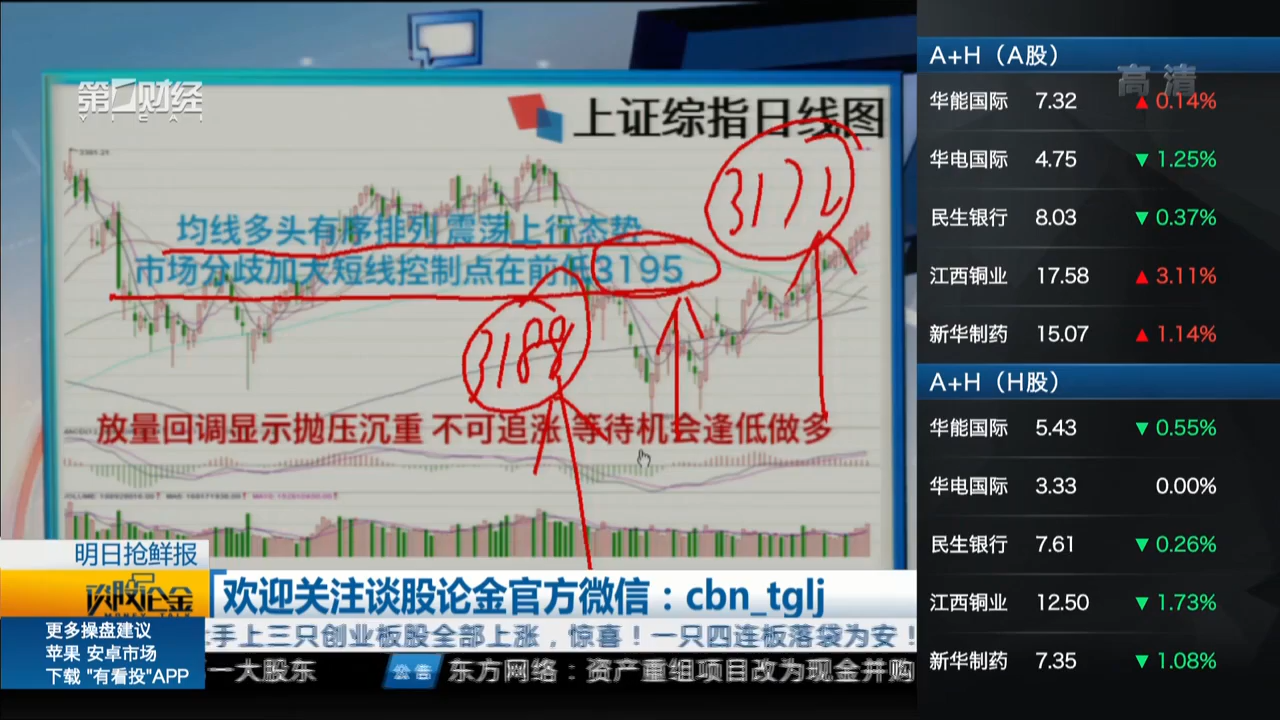 第一财经
YICAI
上证综指日线图
3172
均线多头有序排列 震荡上行态势
市场分歧加大短线控制点在前低3195
3189
放量回调显示抛压沉重 不可追涨 等待机会逢低做多
明日抢鲜报
谈股论金
MONEY TALK
欢迎关注谈股论金官方微信：cbn_tglj
手上三只创业板股全部上涨，惊喜！一只四连板落袋为安！
更多操盘建议
苹果 安卓市场
下载 "有看投"APP
一大股东
公告 东方网络：资产重组项目改为现金并购
高清
A+H（A股）
华能国际 7.32 ▲ 0.14%
华电国际 4.75 ▼ 1.25%
民生银行 8.03 ▼ 0.37%
江西铜业 17.58 ▲ 3.11%
新华制药 15.07 ▲ 1.14%
A+H（H股）
华能国际 5.43 ▼ 0.55%
华电国际 3.33 0.00%
民生银行 7.61 ▼ 0.26%
江西铜业 12.50 ▼ 1.73%
新华制药 7.35 ▼ 1.08%